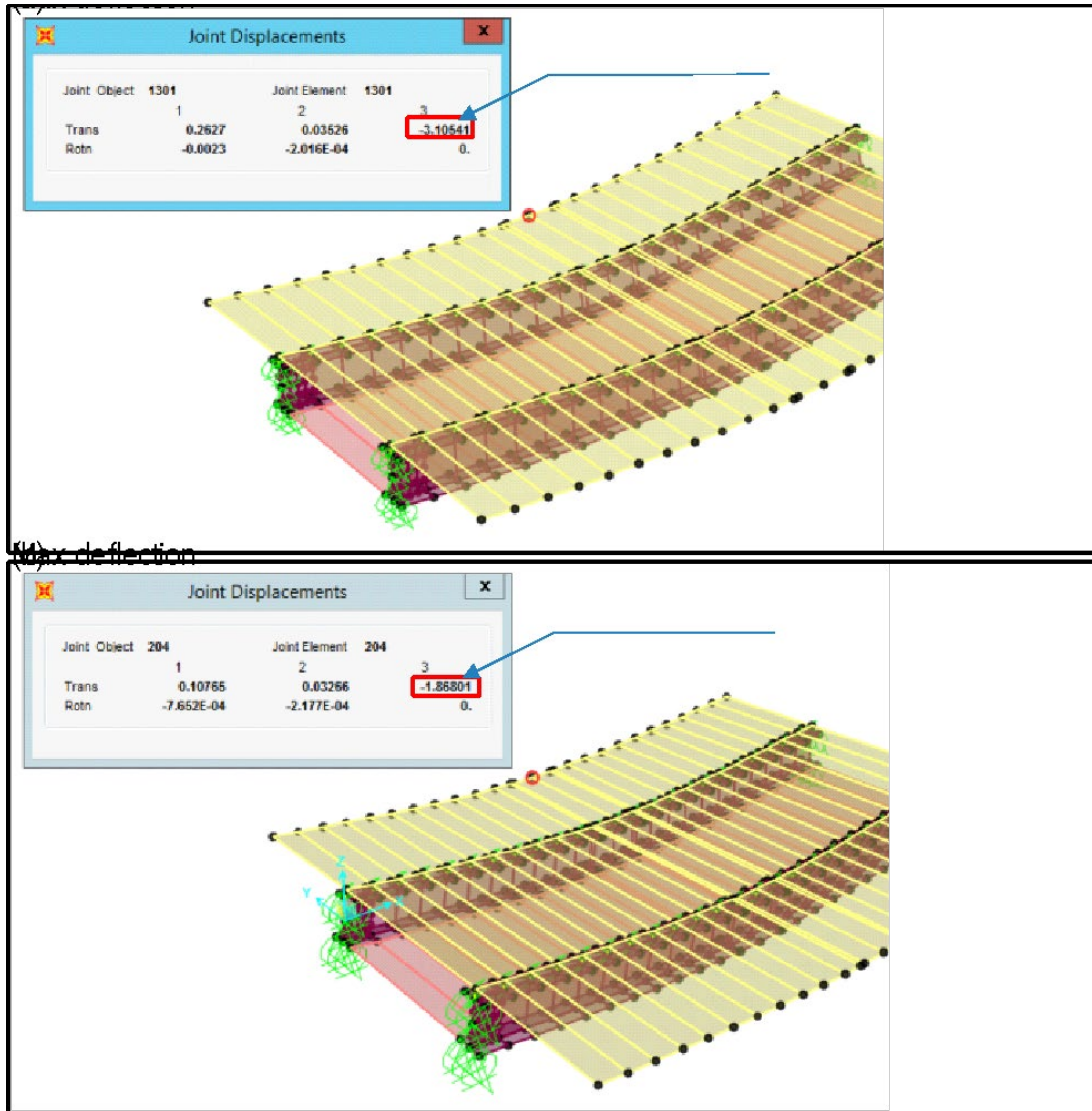 Joint Displacements
x
Joint Object 1301 Joint Element 1301
1 2 3
Trans 0.2627 0.03526 -3.10541
Rotn -0.0023 -2.016E-04 0.
Max deflection
Joint Displacements
x
Joint Object 204 Joint Element 204
1 2 3
Trans 0.10765 0.03266 -1.86801
Rotn -7.652E-04 -2.177E-04 0.
Z
Y
X